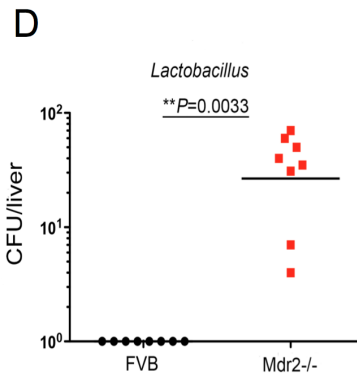 D
Lactobacillus
**P=0.0033
CFU/liver
10²
10¹
10⁰
FVB
Mdr2-/-